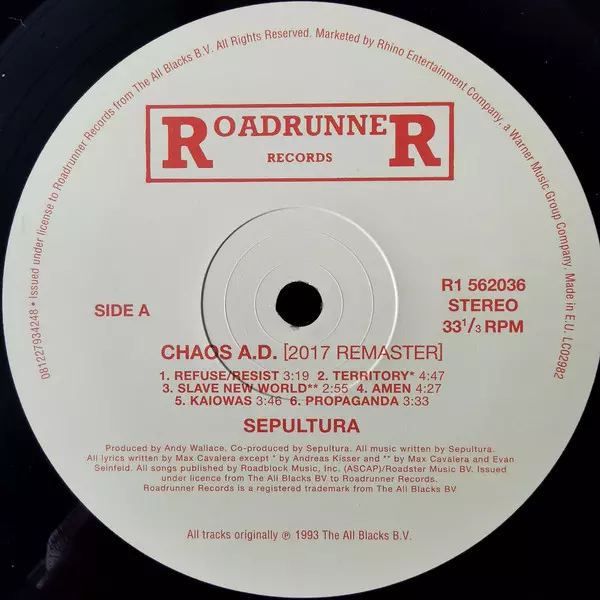 081227934248 • Issued under license to Roadrunner Records from The All Blacks B.V. All Rights Reserved. Marketed by Rhino Entertainment Company, a Warner Music Group Company. Made in E.U. LC02982
ROADRUNNER
RECORDS
SIDE A
R1 562036
STEREO
33 1/3 RPM
CHAOS A.D. [2017 REMASTER]
1. REFUSE/RESIST 3:19 2. TERRITORY* 4:47
3. SLAVE NEW WORLD** 2:55 4. AMEN 4:27
5. KAIOWAS 3:46 6. PROPAGANDA 3:33
SEPULTURA
Produced by Andy Wallace. Co-produced by Sepultura. All music written by Sepultura.
All lyrics written by Max Cavalera except * by Andreas Kisser and ** by Max Cavalera and Evan
Seinfeld. All songs published by Roadblock Music, Inc. (ASCAP)/Roadster Music BV. Issued
under licence from The All Blacks BV to Roadrunner Records.
Roadrunner Records is a registered trademark from The All Blacks BV
All tracks originally ℗ 1993 The All Blacks B.V.